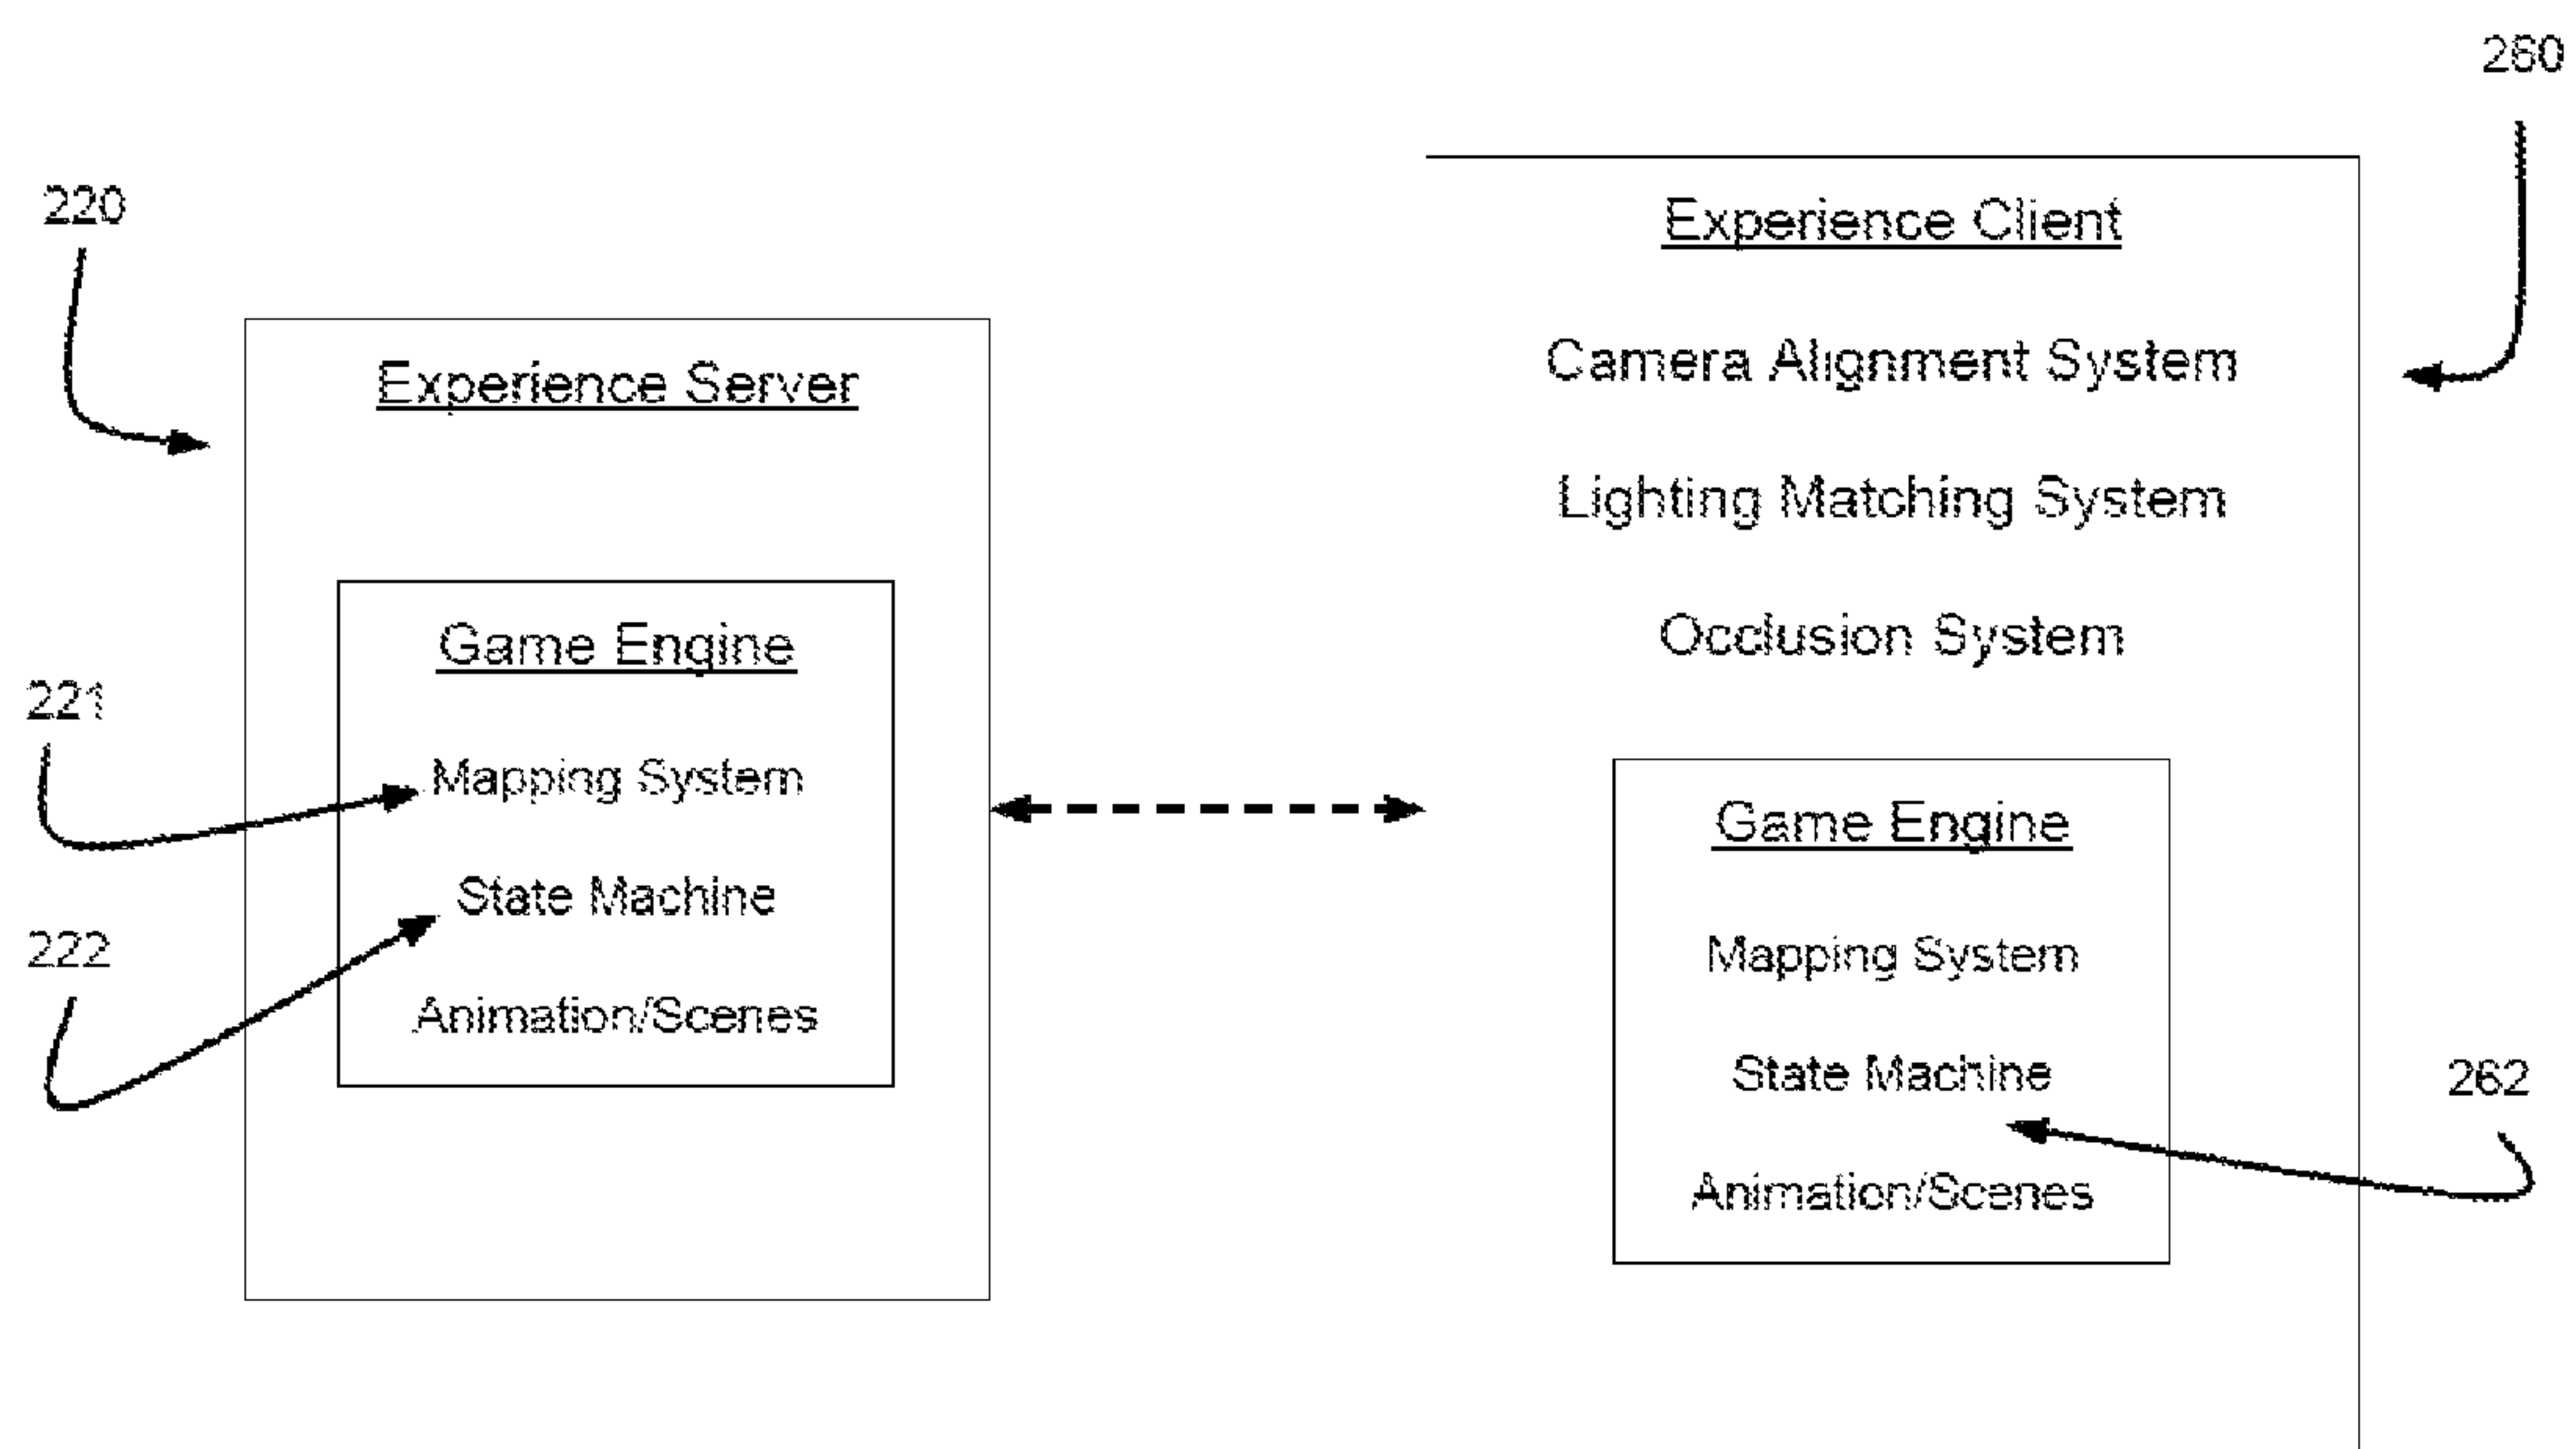 260
220
Experience Client
Experience Server
Camera Alignment System
Lighting Matching System
Game Engine
Occlusion System
221
Mapping System
Game Engine
State Machine
222
Mapping System
Animation/Scenes
State Machine
262
Animation/Scenes